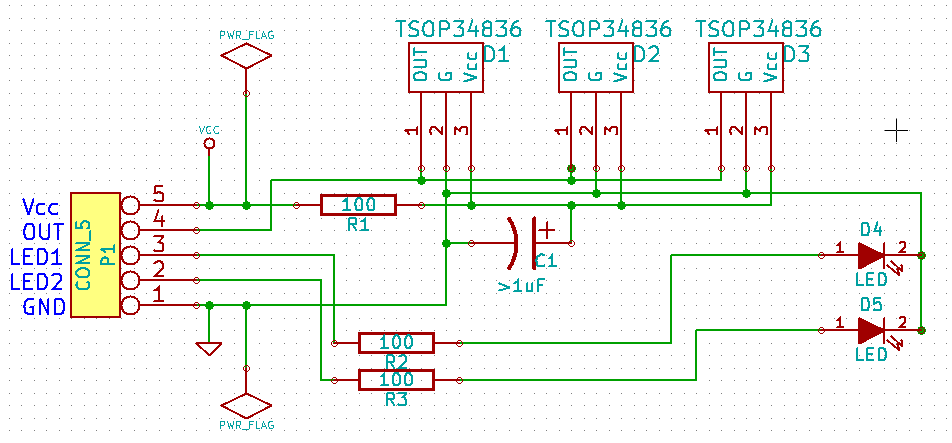 TSOP34836 TSOP34836 TSOP34836
PWR_FLAG
OUT G Vcc D1 OUT G Vcc D2 OUT G Vcc D3
1 2 3 1 2 3 1 2 3
VCC
Vcc 5
OUT 4
LED1 3
LED2 2
GND 1
CONN_5
P1
100
R1
+
C1
>1uF
D4
1 2
LED
D5
1 2
LED
100
R2
100
R3
PWR_FLAG